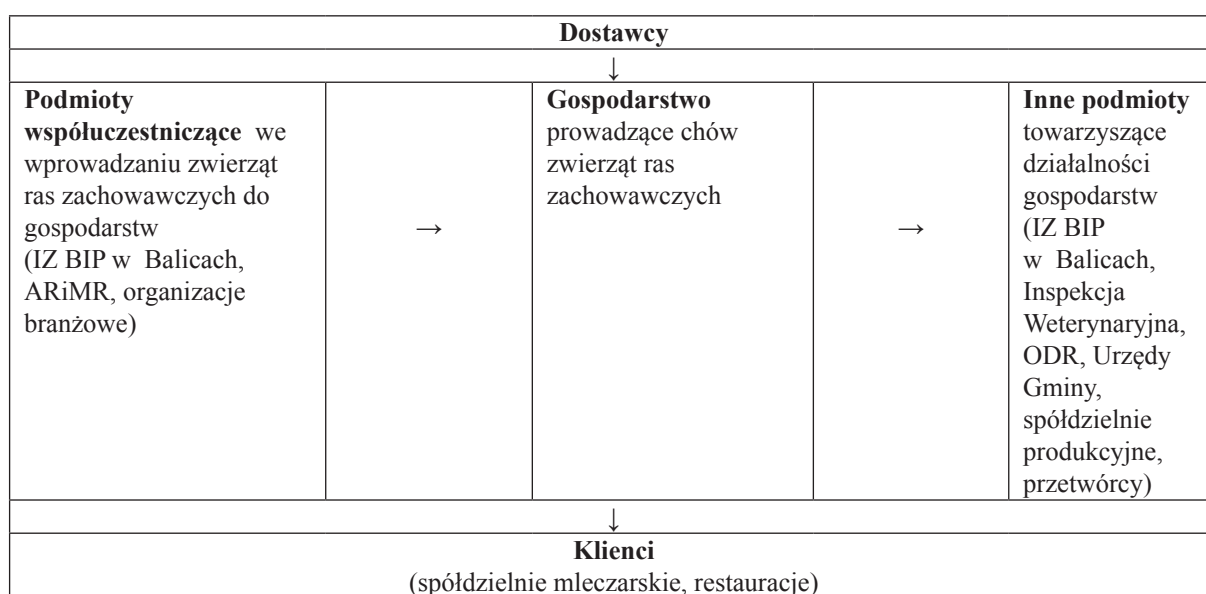 Dostawcy
↓
Podmioty
współuczestniczące we
wprowadzaniu zwierząt
ras zachowawczych do
gospodarstw
(IZ BIP w Balicach,
ARiMR, organizacje
branżowe)
→
Gospodarstwo
prowadzące chów
zwierząt ras
zachowawczych
→
Inne podmioty
towarzyszące
działalności
gospodarstw
(IZ BIP
w Balicach,
Inspekcja
Weterynaryjna,
ODR, Urzędy
Gminy,
spółdzielnie
produkcyjne,
przetwórcy)
↓
Klienci
(spółdzielnie mleczarskie, restauracje)